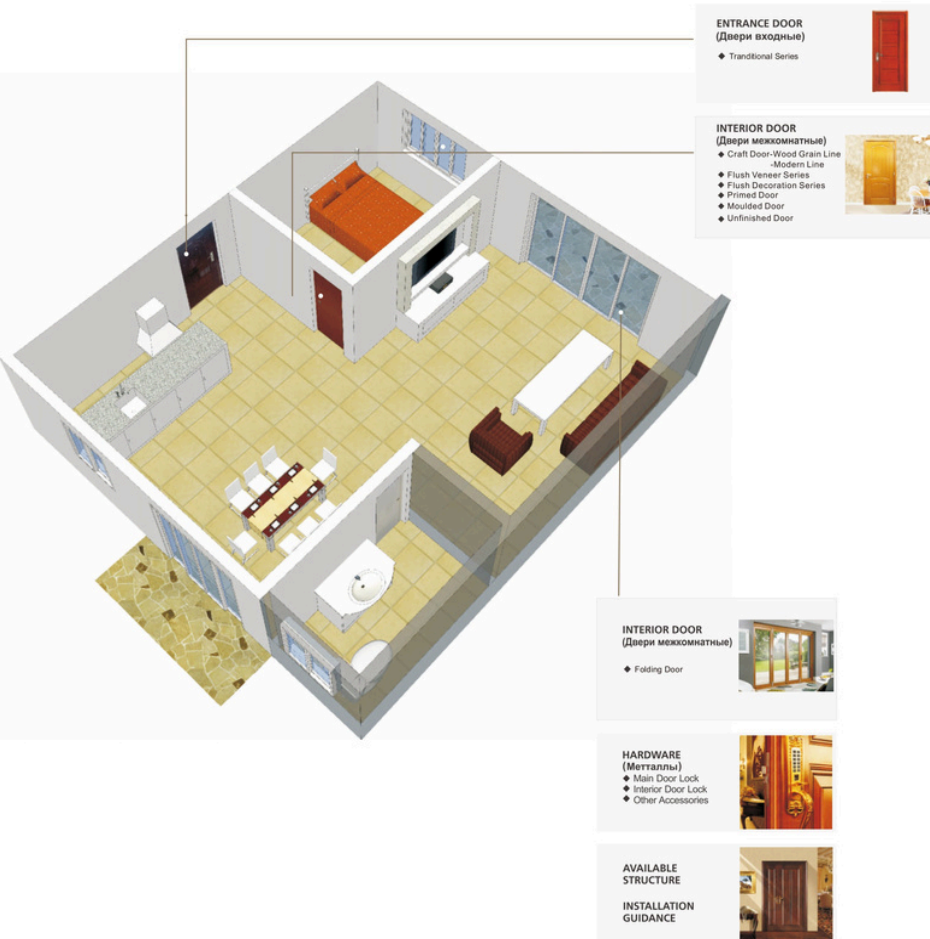 ENTRANCE DOOR
(Двери входные)
◆ Tranditional Series
INTERIOR DOOR
(Двери межкомнатные)
◆ Craft Door-Wood Grain Line
-Modern Line
◆ Flush Veneer Series
◆ Flush Decoration Series
◆ Primed Door
◆ Moulded Door
◆ Unfinished Door
INTERIOR DOOR
(Двери межкомнатные)
◆ Folding Door
HARDWARE
(Метталлы)
◆ Main Door Lock
◆ Interior Door Lock
◆ Other Accessories
AVAILABLE
STRUCTURE
INSTALLATION
GUIDANCE